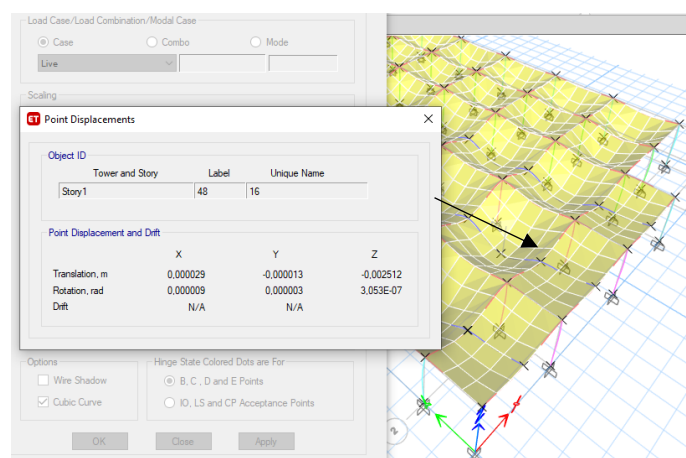 Load Case/Load Combination/Modal Case
Case Combo Mode
Live
Scaling
ET Point Displacements
Object ID
Tower and Story Label Unique Name
Story1 48 16
Point Displacement and Drift
X Y Z
Translation, m 0,000029 -0,000013 -0,002512
Rotation, rad 0,000009 0,000003 3,053E-07
Drift N/A N/A
Options Hinge State Colored Dots are For
Wire Shadow B, C , D and E Points
Cubic Curve IO, LS and CP Acceptance Points
OK Close Apply
2